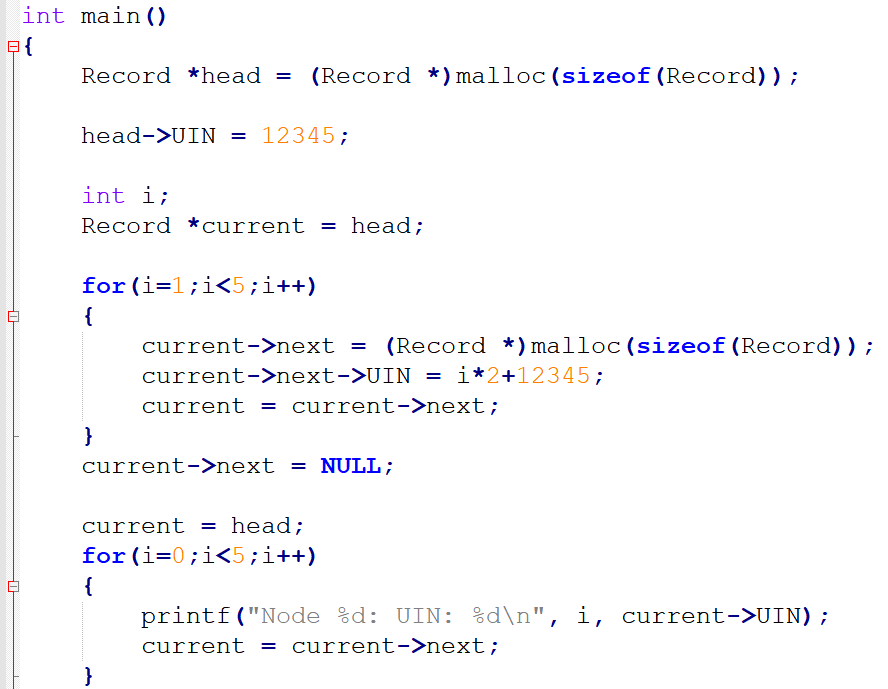 int main()
{
    Record *head = (Record *)malloc(sizeof(Record));

    head->UIN = 12345;

    int i;
    Record *current = head;

    for(i=1;i<5;i++)
    {
        current->next = (Record *)malloc(sizeof(Record));
        current->next->UIN = i*2+12345;
        current = current->next;
    }
    current->next = NULL;

    current = head;
    for(i=0;i<5;i++)
    {
        printf("Node %d: UIN: %d\n", i, current->UIN);
        current = current->next;
    }